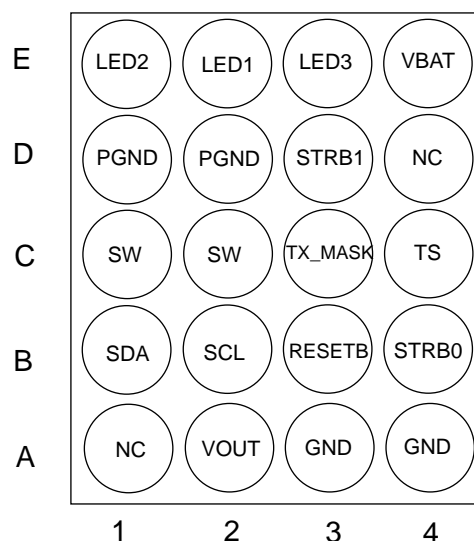 E LED2 LED1 LED3 VBAT
D PGND PGND STRB1 NC
C SW SW TX_MASK TS
B SDA SCL RESETB STRB0
A NC VOUT GND GND
1 2 3 4